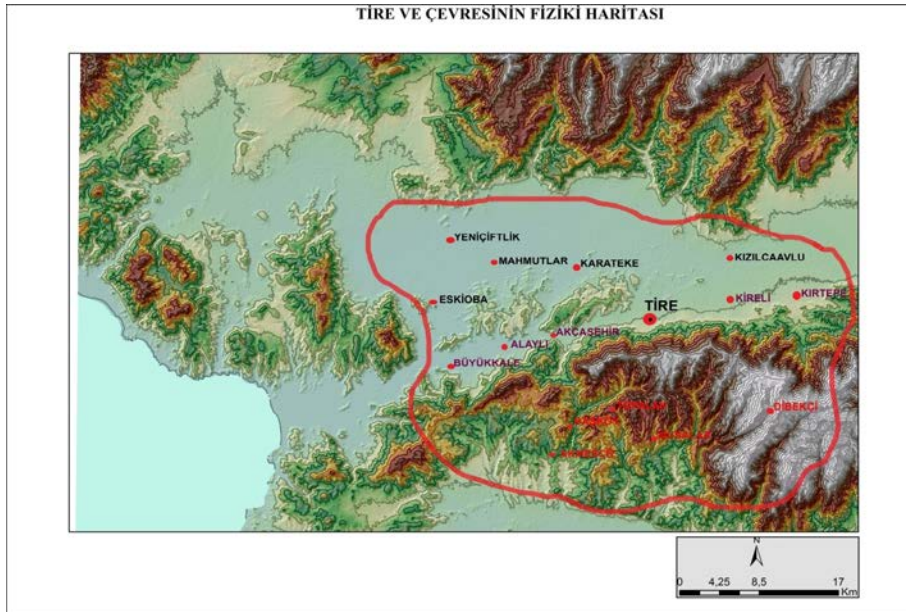 TİRE VE ÇEVRESİNİN FİZİKİ HARİTASI
YENİÇİFTLİK
MAHMUTLAR
KARATEKE
KIZILCAAVLU
ESKİOBA
TİRE
KİRELİ
KIRTEPE
AKÇAŞEHİR
ALAYLI
BÜYÜKKALE
DİBEKÇİ
N
0 4,25 8,5 17
Km